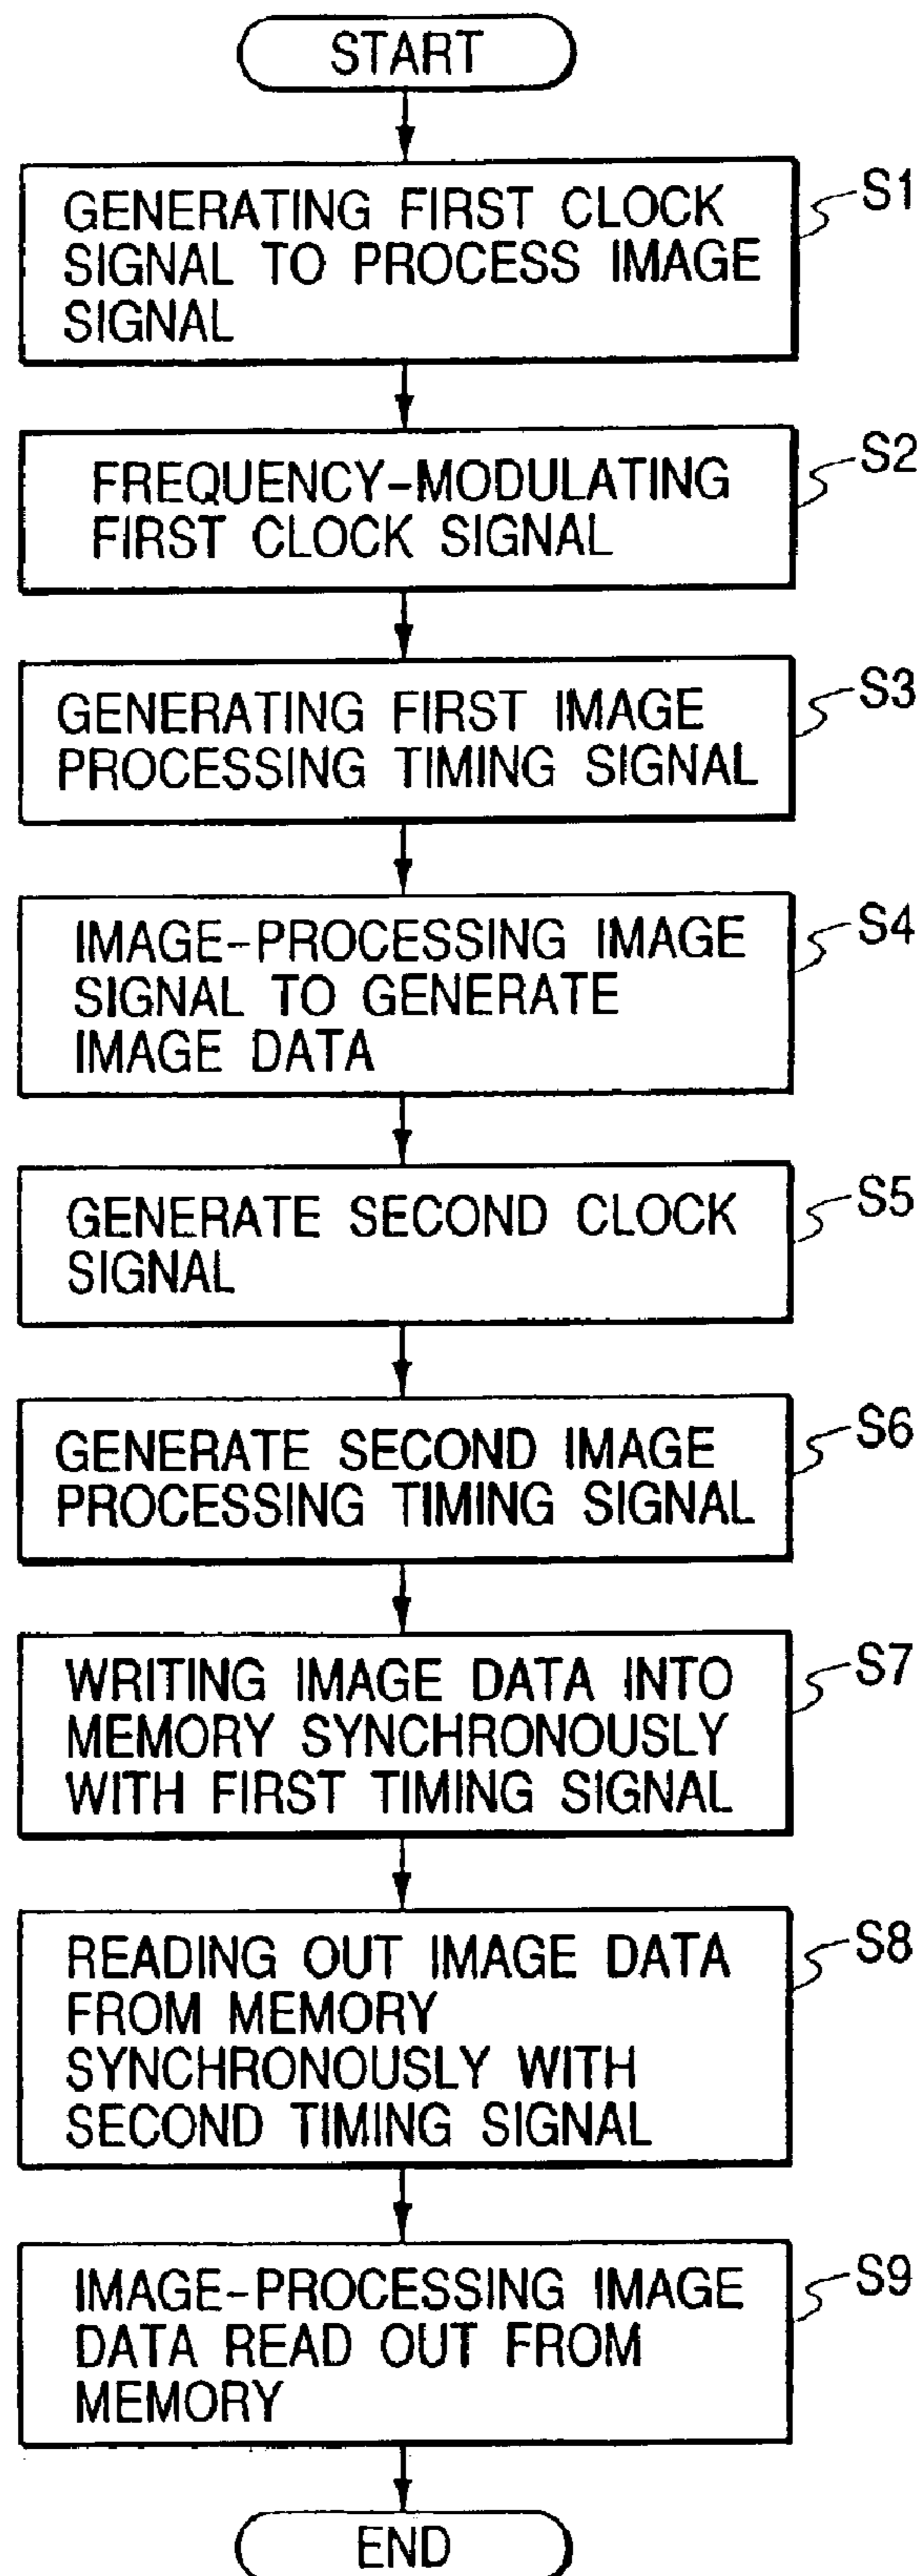 START
GENERATING FIRST CLOCK
SIGNAL TO PROCESS IMAGE
SIGNAL
S1
FREQUENCY-MODULATING
FIRST CLOCK SIGNAL
S2
GENERATING FIRST IMAGE
PROCESSING TIMING SIGNAL
S3
IMAGE-PROCESSING IMAGE
SIGNAL TO GENERATE
IMAGE DATA
S4
GENERATE SECOND CLOCK
SIGNAL
S5
GENERATE SECOND IMAGE
PROCESSING TIMING SIGNAL
S6
WRITING IMAGE DATA INTO
MEMORY SYNCHRONOUSLY
WITH FIRST TIMING SIGNAL
S7
READING OUT IMAGE DATA
FROM MEMORY
SYNCHRONOUSLY WITH
SECOND TIMING SIGNAL
S8
IMAGE-PROCESSING IMAGE
DATA READ OUT FROM
MEMORY
S9
END